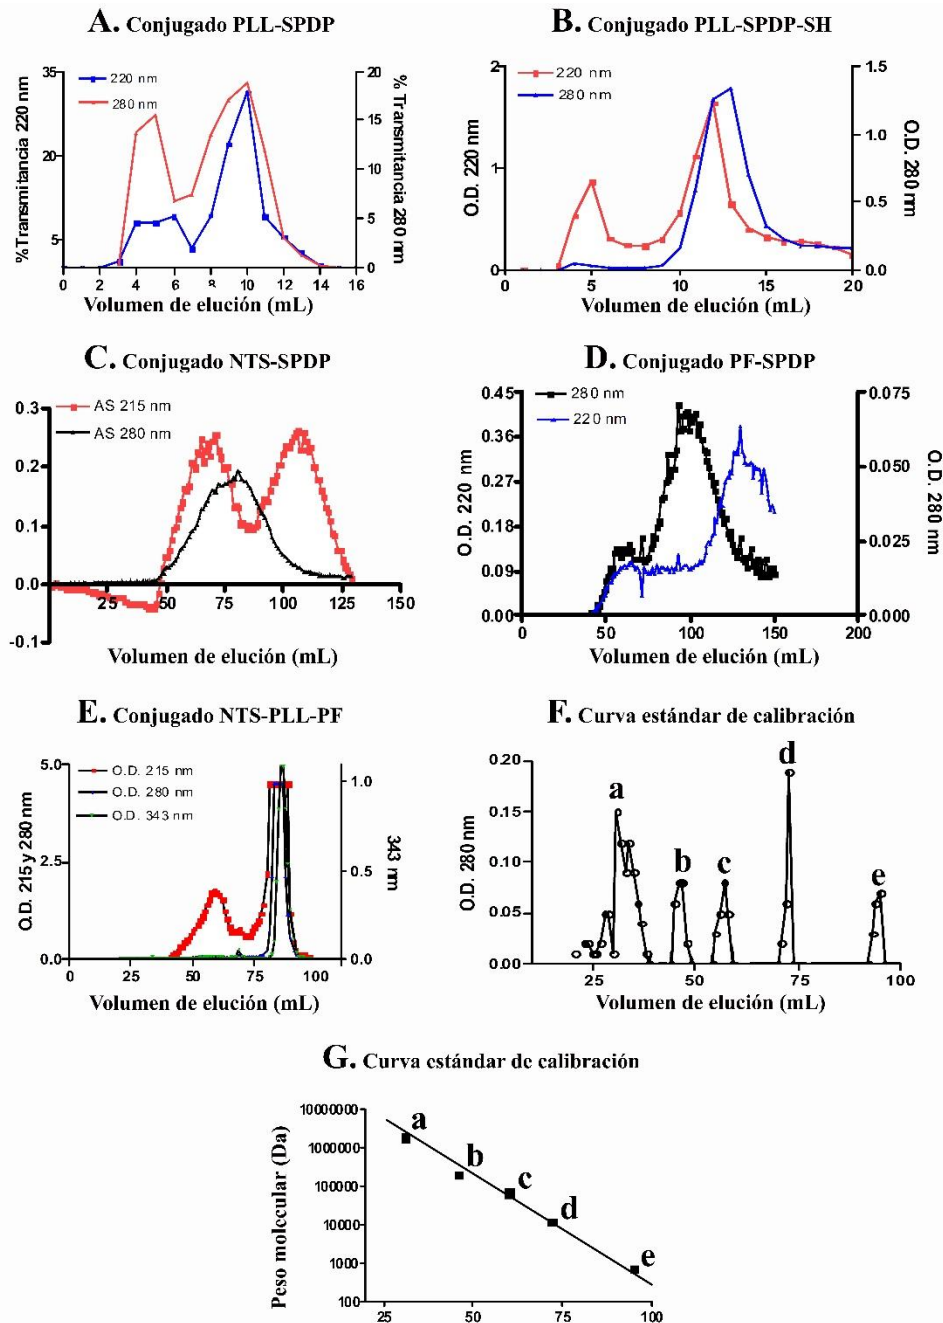 A. Conjugado PLL-SPDP
35
20
5
20
15
10
5
0
220 nm
280 nm
%Transmitancia 220 nm
% Transmitancia 280 nm
0 2 4 6 8 10 12 14 16
Volumen de elución (mL)
B. Conjugado PLL-SPDP-SH
2
1
0
1.5
1.0
0.5
0.0
220 nm
280 nm
O.D. 220 nm
O.D. 280 nm
0 5 10 15 20
Volumen de elución (mL)
C. Conjugado NTS-SPDP
AS 215 nm
AS 280 nm
0.3
0.2
0.1
0.0
-0.1
25 50 75 100 125 150
Volumen de elución (mL)
D. Conjugado PF-SPDP
280 nm
220 nm
0.45
0.36
0.27
0.18
0.09
0.00
0.075
0.050
0.025
0.000
O.D. 220 nm
O.D. 280 nm
0 50 100 150 200
Volumen de elución (mL)
E. Conjugado NTS-PLL-PF
O.D. 215 nm
O.D. 280 nm
O.D. 343 nm
5.0
2.5
0.0
1.0
0.5
0.0
O.D. 215 y 280 nm
343 nm
0 25 50 75 100
Volumen de elución (mL)
F. Curva estándar de calibración
0.20
0.15
0.10
0.05
0.00
O.D. 280 nm
a
b
c
d
e
25 50 75 100
Volumen de elución (mL)
G. Curva estándar de calibración
10000000
1000000
100000
10000
1000
100
Peso molecular (Da)
a
b
c
d
e
25 50 75 100